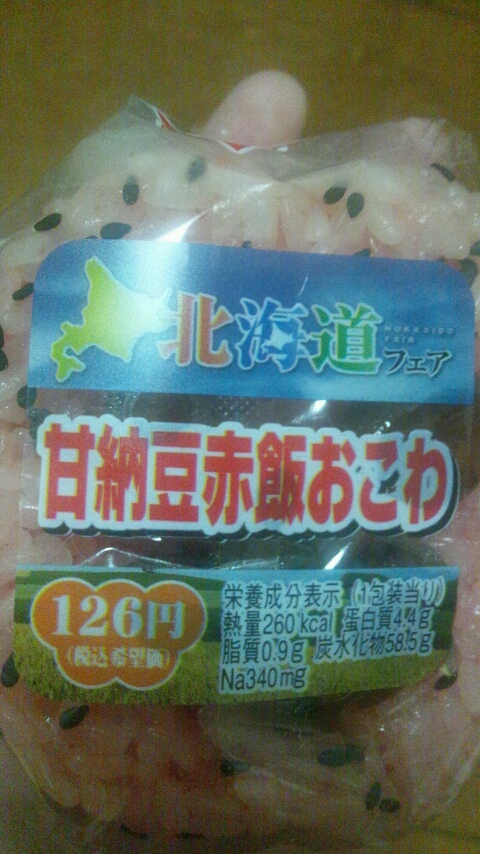 北海道フェア
HOKKAIDO
FAIR
甘納豆赤飯おこわ
126円
(税込希望価)
栄養成分表示(1包装当り)
熱量260kcal 蛋白質4.4g
脂質0.9g 炭水化物58.5g
Na340mg